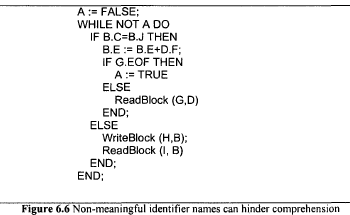 A := FALSE;
WHILE NOT A DO
IF B.C=B.J THEN
B.E := B.E+D.F;
IF G.EOF THEN
A := TRUE
ELSE
ReadBlock (G,D)
END;
ELSE
WriteBlock (H,B);
ReadBlock (I, B)
END;
END;
Figure 6.6 Non-meaningful identifier names can hinder comprehension